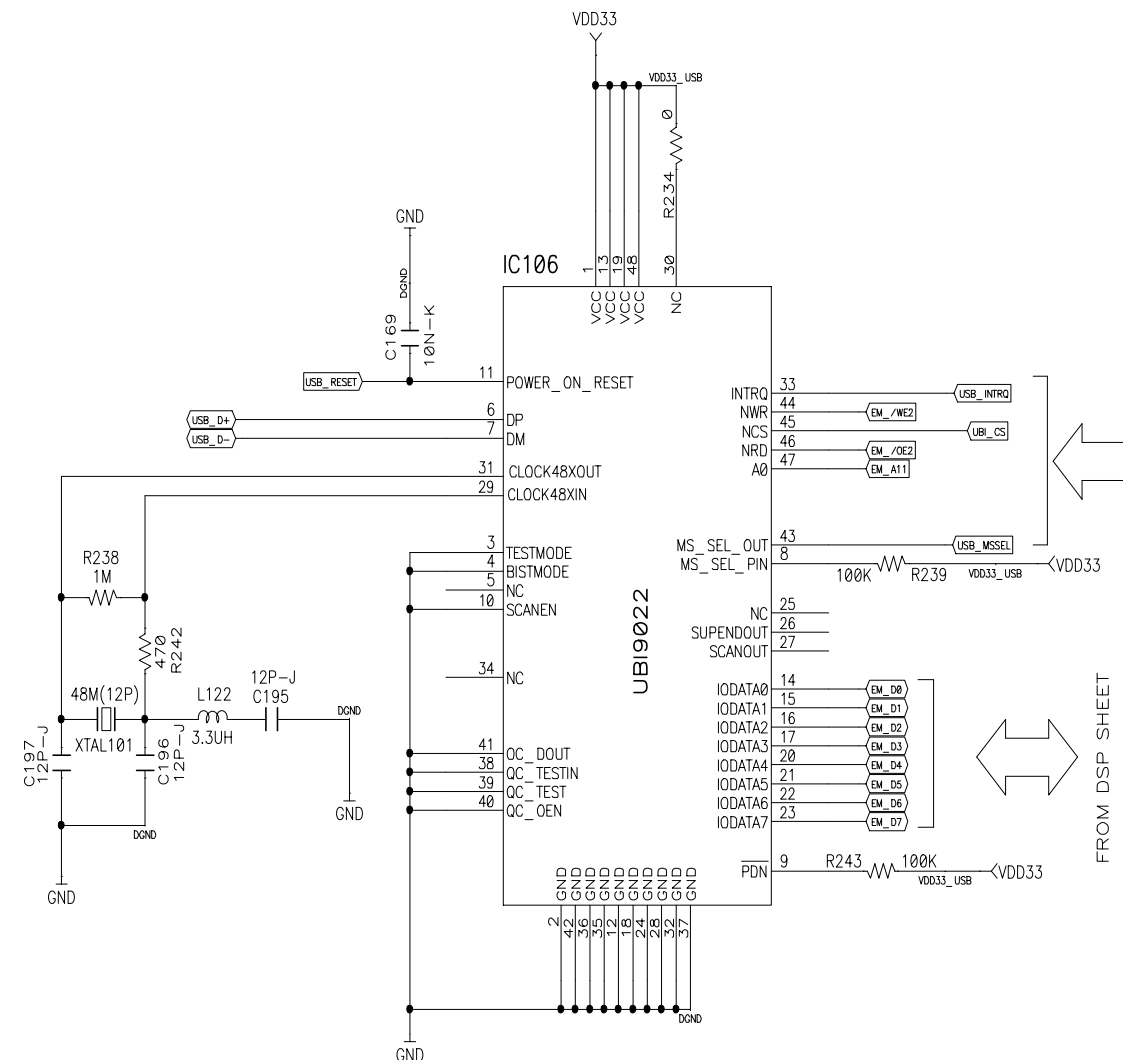 VDD33
VDD33_USB
0
R234
GND
DGND
C169
10N-K
IC106
1
13
19
48
30
VCC
VCC
VCC
VCC
NC
USB_RESET
11
POWER_ON_RESET
USB_D+
6
DP
USB_D-
7
DM
31
CLOCK48XOUT
29
CLOCK48XIN
3
TESTMODE
4
BISTMODE
5
NC
10
SCANEN
34
NC
41
OC_DOUT
38
QC_TESTIN
39
QC_TEST
40
QC_OEN
R238
1M
470
R242
48M(12P)
XTAL101
L122
3.3UH
12P-J
C195
DGND
GND
C197
12P-J
C196
12P-J
DGND
GND
UBI9022
INTRQ
33
USB_INTRQ
NWR
44
EM_/WE2
NCS
45
UBI_CS
NRD
46
EM_/OE2
A0
47
EM_A11
MS_SEL_OUT
43
USB_MSSEL
MS_SEL_PIN
8
100K
R239
VDD33_USB
VDD33
NC
25
SUPENDOUT
26
SCANOUT
27
IODATA0
14
EM_D0
IODATA1
15
EM_D1
IODATA2
16
EM_D2
IODATA3
17
EM_D3
IODATA4
20
EM_D4
IODATA5
21
EM_D5
IODATA6
22
EM_D6
IODATA7
23
EM_D7
FROM DSP SHEET
PDN
9
R243
100K
VDD33_USB
VDD33
GND
GND
GND
GND
GND
GND
GND
GND
GND
GND
2
42
36
35
12
18
24
28
32
37
DGND
GND